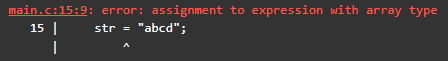 main.c:15:9: error: assignment to expression with array type
15 |     str = "abcd";
   |         ^